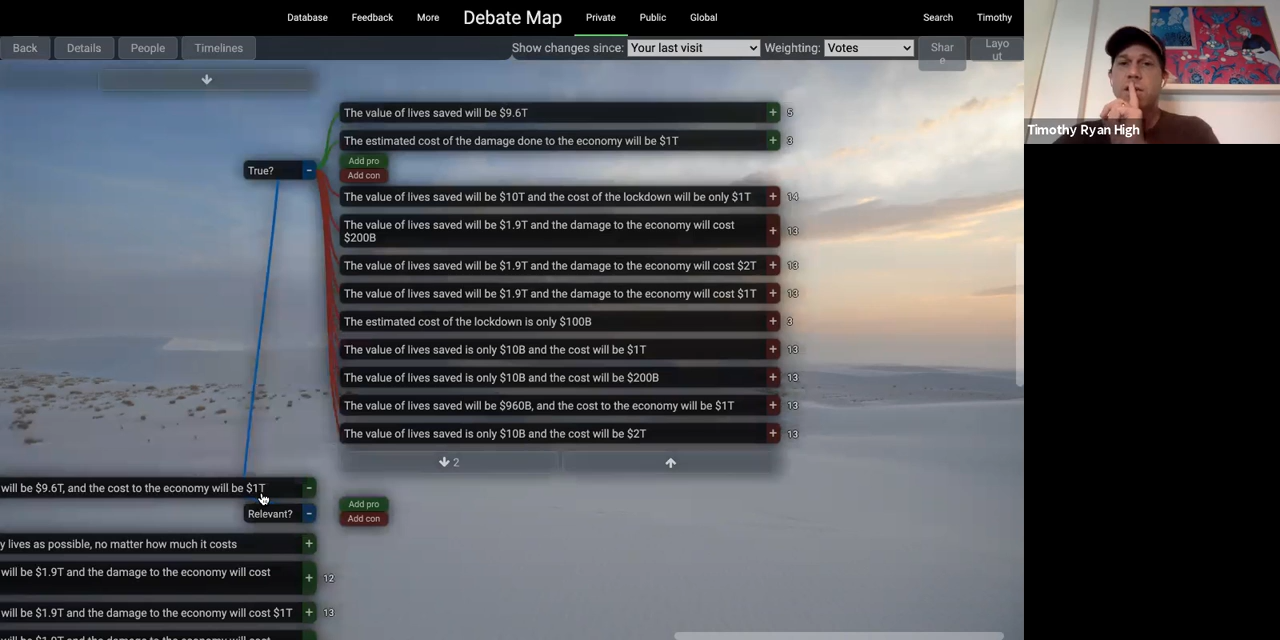 Database
Feedback
More
Debate Map
Private
Public
Global
Search
Timothy
Back
Details
People
Timelines
Show changes since:
Your last visit
Weighting:
Votes
Shar
e
Layo
ut
The value of lives saved will be $9.6T
+
5
The estimated cost of the damage done to the economy will be $1T
+
3
True?
-
Add pro
Add con
The value of lives saved will be $10T and the cost of the lockdown will be only $1T
+
14
The value of lives saved will be $1.9T and the damage to the economy will cost
$200B
+
13
The value of lives saved will be $1.9T and the damage to the economy will cost $2T
+
13
The value of lives saved will be $1.9T and the damage to the economy will cost $1T
+
13
The estimated cost of the lockdown is only $100B
+
3
The value of lives saved is only $10B and the cost will be $1T
+
13
The value of lives saved is only $10B and the cost will be $200B
+
13
The value of lives saved will be $960B, and the cost to the economy will be $1T
+
13
The value of lives saved is only $10B and the cost will be $2T
+
13
2
will be $9.6T, and the cost to the economy will be $1T
-
Relevant?
-
Add pro
Add con
y lives as possible, no matter how much it costs
+
will be $1.9T and the damage to the economy will cost
+
12
will be $1.9T and the damage to the economy will cost $1T
+
13
will be $1.9T and the damage to the economy will cost
Timothy Ryan High